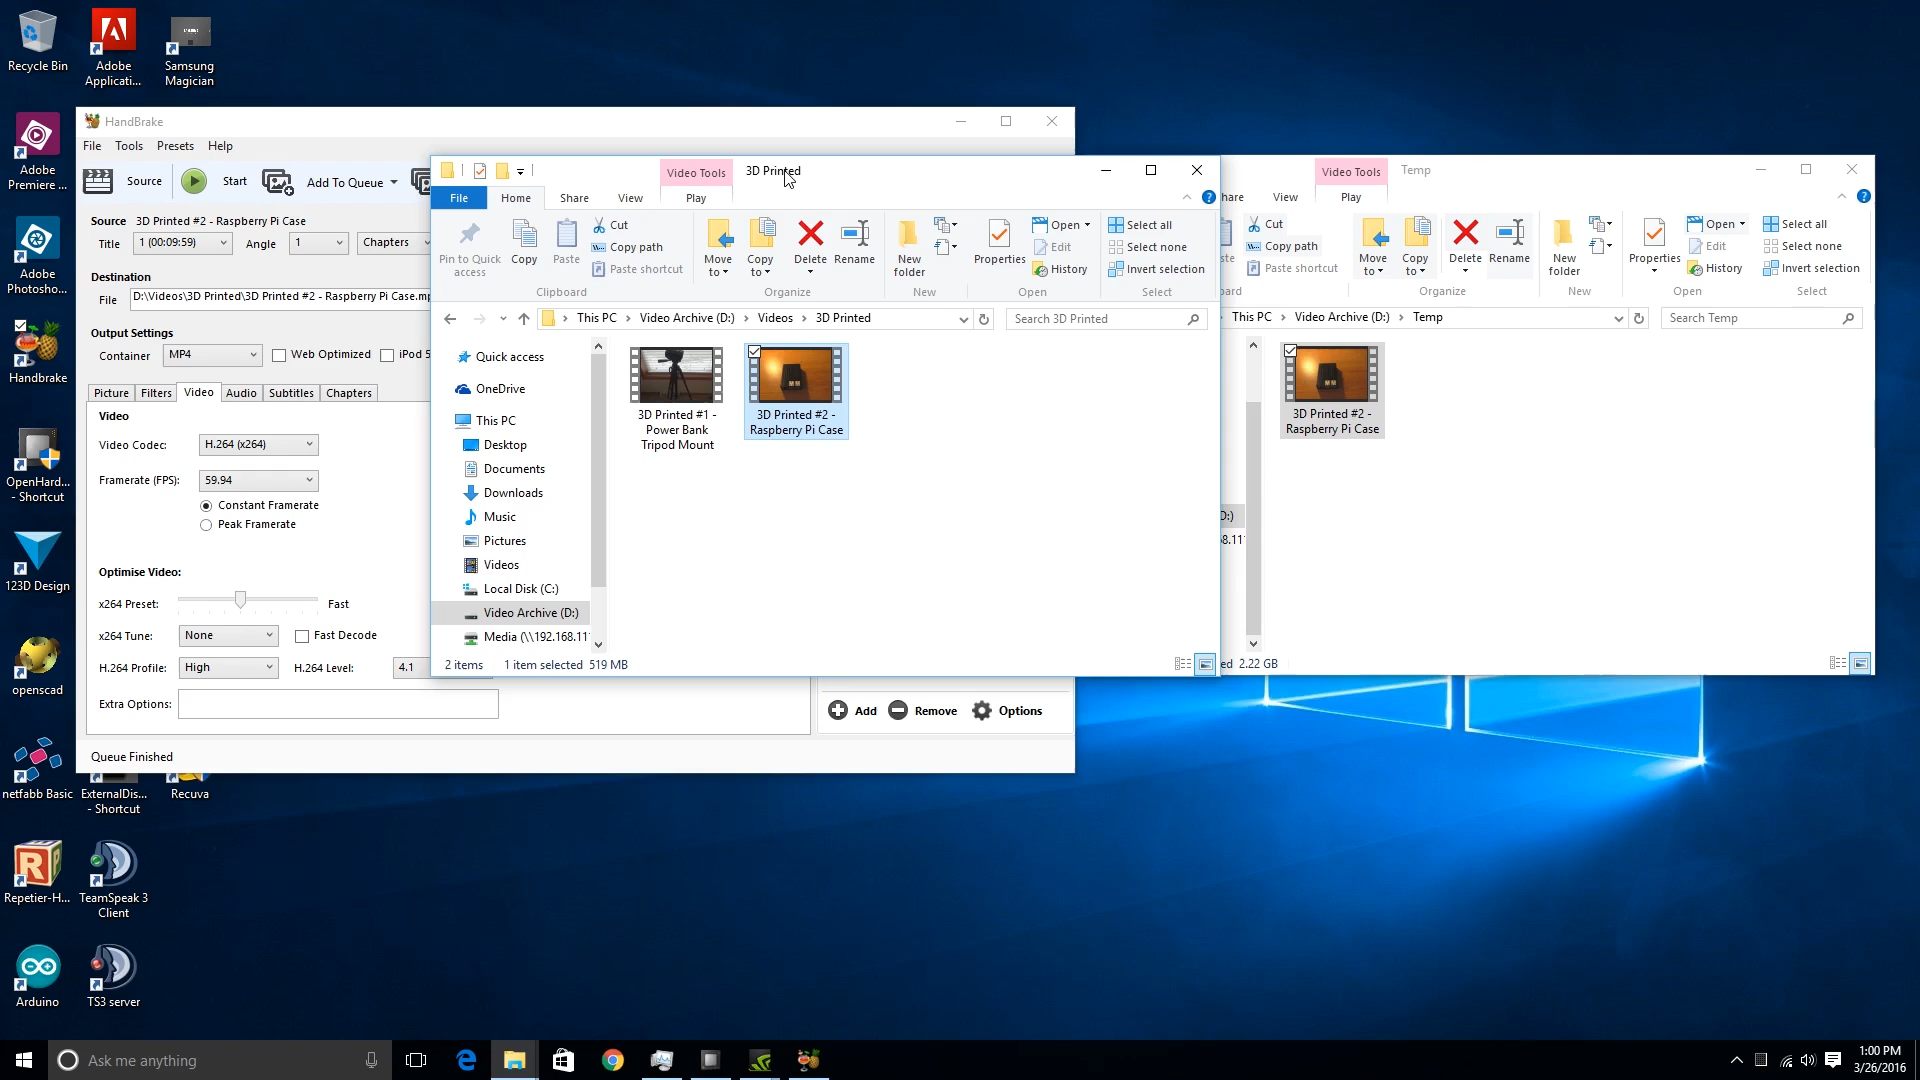 Recycle Bin
Adobe
Applicati...
Samsung
Magician
Adobe
Premiere ...
Adobe
Photosho...
Handbrake
OpenHard...
- Shortcut
123D Design
openscad
netfabb Basic
ExternalDis...
- Shortcut
Recuva
Repetier-H...
TeamSpeak 3
Client
Arduino
TS3 server
HandBrake
File Tools Presets Help
Source Start Add To Queue
Source 3D Printed #2 - Raspberry Pi Case
Title 1 (00:09:59) Angle 1 Chapters
Destination
File D:\Videos\3D Printed\3D Printed #2 - Raspberry Pi Case.mp
Output Settings
Container MP4 Web Optimized iPod 5
Picture Filters Video Audio Subtitles Chapters
Video
Video Codec: H.264 (x264)
Framerate (FPS): 59.94
Constant Framerate
Peak Framerate
Optimise Video:
x264 Preset: Fast
x264 Tune: None Fast Decode
H.264 Profile: High H.264 Level: 4.1
Extra Options:
Add Remove Options
Queue Finished
Video Tools 3D Printed
File Home Share View Play
Pin to Quick
access
Copy
Paste
Cut
Copy path
Paste shortcut
Clipboard
Move
to
Copy
to
Delete
Rename
Organize
New
folder
New
Properties
Open
Edit
History
Open
Select all
Select none
Invert selection
Select
This PC Video Archive (D:) Videos 3D Printed
Search 3D Printed
Quick access
OneDrive
This PC
Desktop
Documents
Downloads
Music
Pictures
Videos
Local Disk (C:)
Video Archive (D:)
Media (\\192.168.11
3D Printed #1 -
Power Bank
Tripod Mount
3D Printed #2 -
Raspberry Pi Case
2 items 1 item selected 519 MB
Video Tools Temp
hare View Play
ste
Cut
Copy path
Paste shortcut
oard
Move
to
Copy
to
Delete
Rename
Organize
New
folder
New
Properties
Open
Edit
History
Open
Select all
Select none
Invert selection
Select
This PC Video Archive (D:) Temp
Search Temp
D:)
68.11
3D Printed #2 -
Raspberry Pi Case
ed 2.22 GB
Ask me anything
1:00 PM
3/26/2016